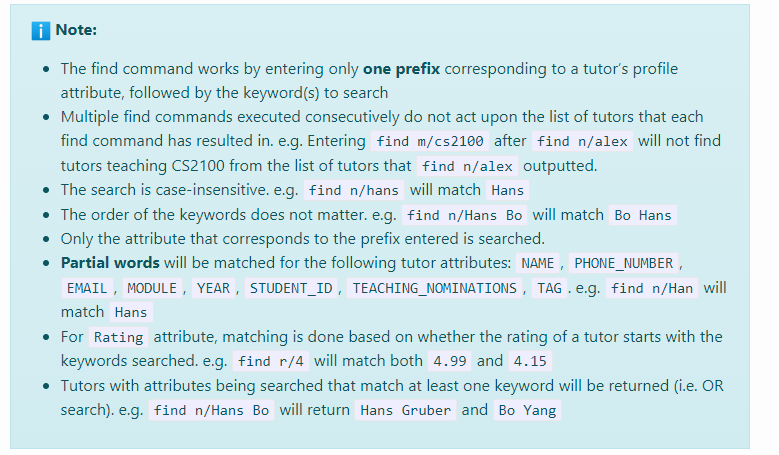 i Note:
The find command works by entering only one prefix corresponding to a tutor's profile
attribute, followed by the keyword(s) to search
Multiple find commands executed consecutively do not act upon the list of tutors that each
find command has resulted in. e.g. Entering find m/cs2100 after find n/alex will not find
tutors teaching CS2100 from the list of tutors that find n/alex outputted.
The search is case-insensitive. e.g. find n/hans will match Hans
The order of the keywords does not matter. e.g. find n/Hans Bo will match Bo Hans
Only the attribute that corresponds to the prefix entered is searched.
Partial words will be matched for the following tutor attributes: NAME , PHONE_NUMBER ,
EMAIL , MODULE , YEAR , STUDENT_ID , TEACHING_NOMINATIONS , TAG . e.g. find n/Han will
match Hans
For Rating attribute, matching is done based on whether the rating of a tutor starts with the
keywords searched. e.g. find r/4 will match both 4.99 and 4.15
Tutors with attributes being searched that match at least one keyword will be returned (i.e. OR
search). e.g. find n/Hans Bo will return Hans Gruber and Bo Yang